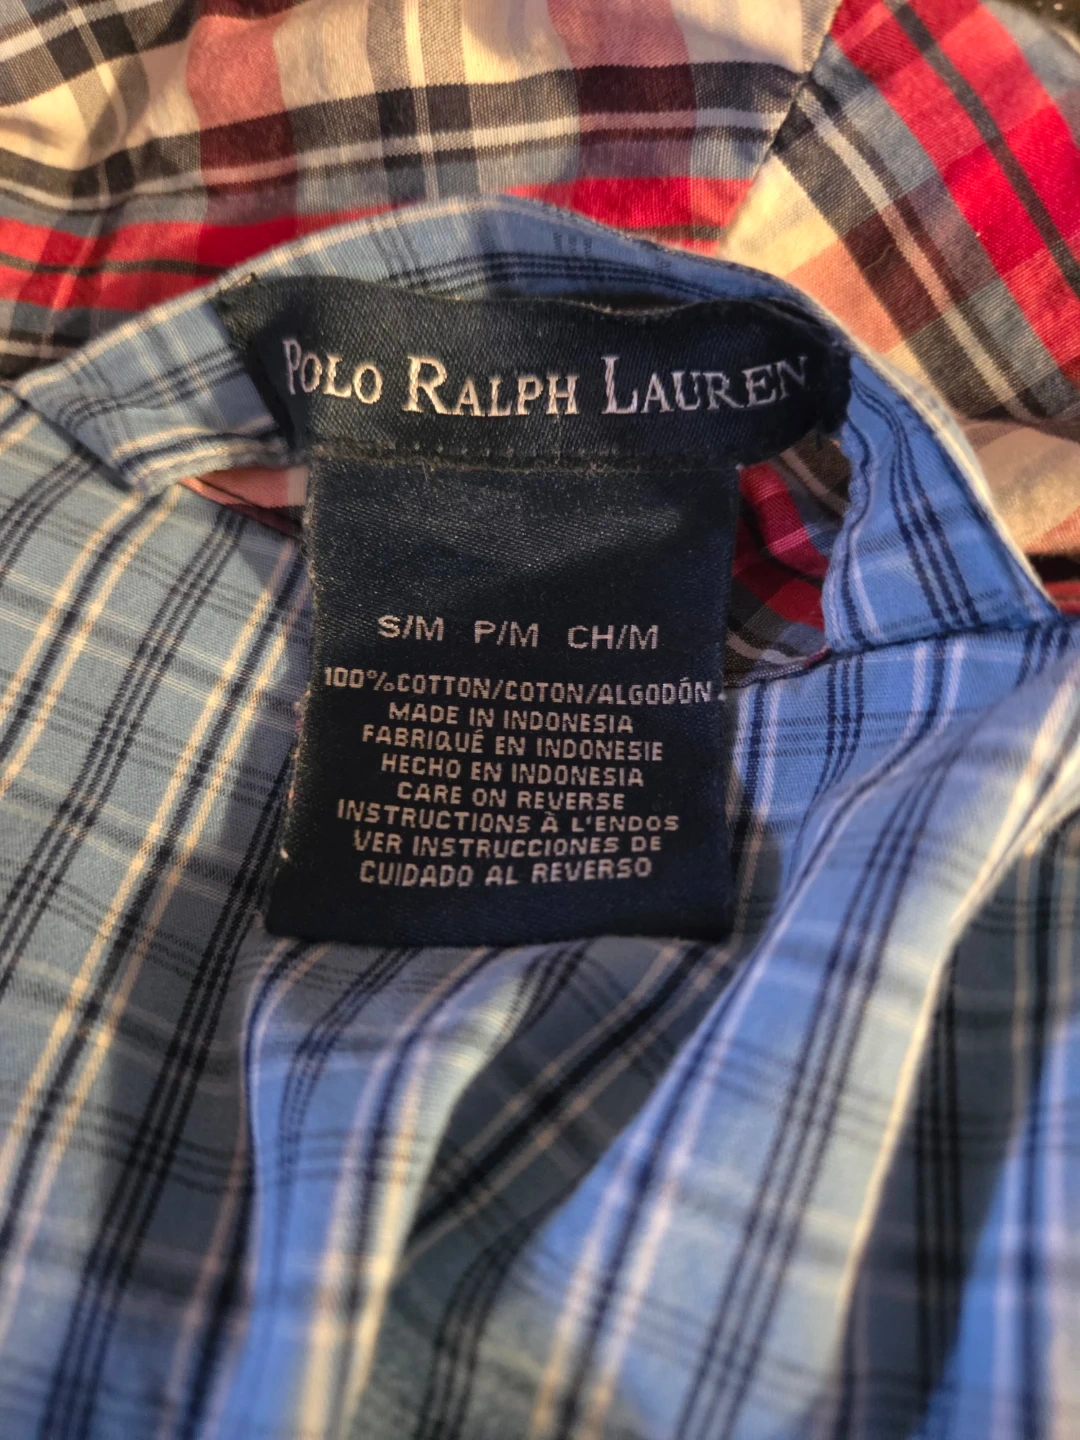 POLO RALPH LAUREN
S/M P/M CH/M
100%COTTON/COTON/ALGODÓN
MADE IN INDONESIA
FABRIQUÉ EN INDONESIE
HECHO EN INDONESIA
CARE ON REVERSE
INSTRUCTIONS À L'ENDOS
VER INSTRUCCIONES DE
CUIDADO AL REVERSO